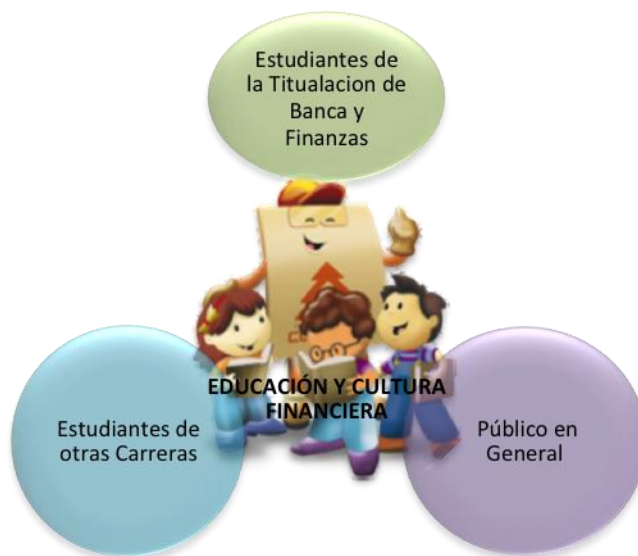 Estudiantes de
la Titualacion de
Banca y
Finanzas
EDUCACIÓN Y CULTURA
FINANCIERA
Estudiantes de
otras Carreras
Público en
General